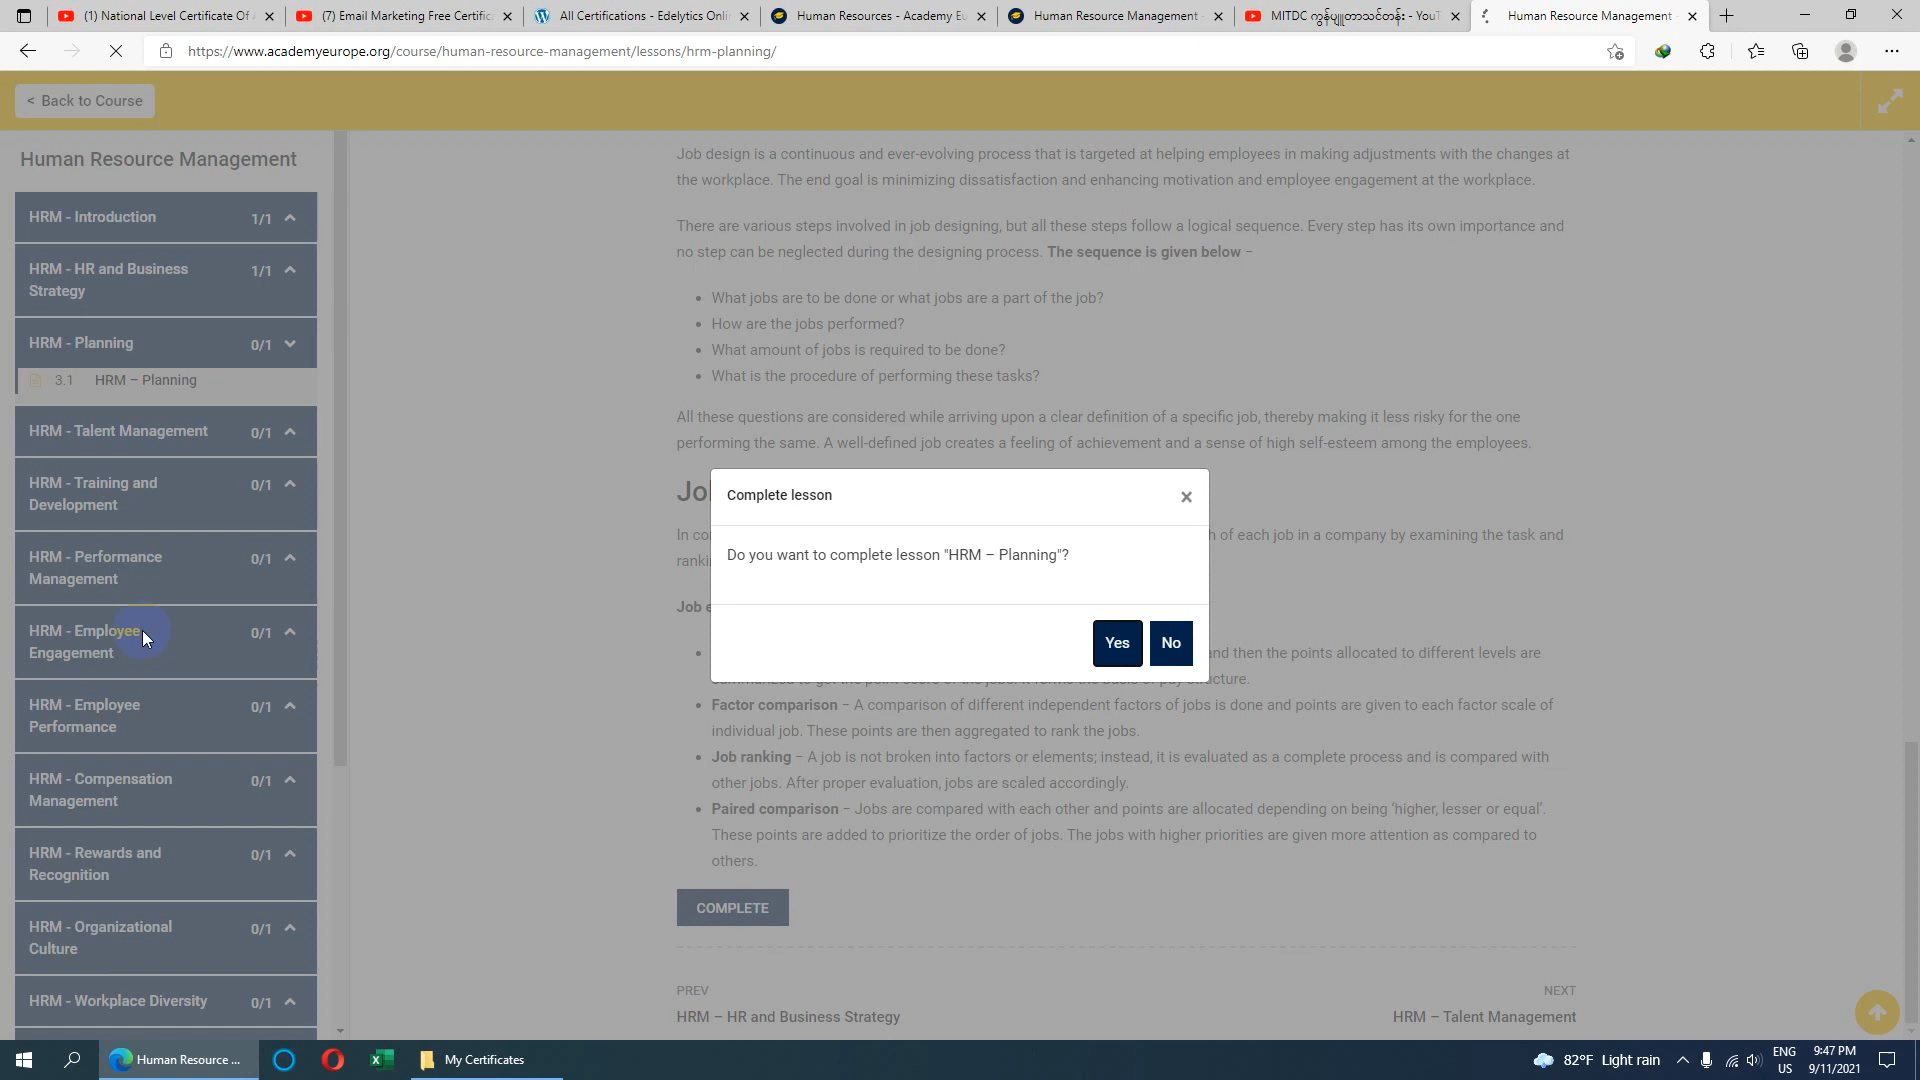 (1) National Level Certificate Of
(7) Email Marketing Free Certific
All Certifications - Edelytics Onli
Human Resources - Academy Eu
Human Resource Management -
MITDC ကွန်ပျူတာသင်တန်း - YouT
Human Resource Management -
https://www.academyeurope.org/course/human-resource-management/lessons/hrm-planning/
< Back to Course
Human Resource Management
HRM - Introduction 1/1
HRM - HR and Business 1/1
Strategy
HRM - Planning 0/1
3.1 HRM – Planning
HRM - Talent Management 0/1
HRM - Training and 0/1
Development
HRM - Performance 0/1
Management
HRM - Employee 0/1
Engagement
HRM - Employee 0/1
Performance
HRM - Compensation 0/1
Management
HRM - Rewards and 0/1
Recognition
HRM - Organizational 0/1
Culture
HRM - Workplace Diversity 0/1
Job design is a continuous and ever-evolving process that is targeted at helping employees in making adjustments with the changes at
the workplace. The end goal is minimizing dissatisfaction and enhancing motivation and employee engagement at the workplace.
There are various steps involved in job designing, but all these steps follow a logical sequence. Every step has its own importance and
no step can be neglected during the designing process. The sequence is given below –
• What jobs are to be done or what jobs are a part of the job?
• How are the jobs performed?
• What amount of jobs is required to be done?
• What is the procedure of performing these tasks?
All these questions are considered while arriving upon a clear definition of a specific job, thereby making it less risky for the one
performing the same. A well-defined job creates a feeling of achievement and a sense of high self-esteem among the employees.
Complete lesson ×
Do you want to complete lesson "HRM – Planning"?
Yes No
of each job in a company by examining the task and
and then the points allocated to different levels are
• Factor comparison – A comparison of different independent factors of jobs is done and points are given to each factor scale of
individual job. These points are then aggregated to rank the jobs.
• Job ranking – A job is not broken into factors or elements; instead, it is evaluated as a complete process and is compared with
other jobs. After proper evaluation, jobs are scaled accordingly.
• Paired comparison – Jobs are compared with each other and points are allocated depending on being ‘higher, lesser or equal’.
These points are added to prioritize the order of jobs. The jobs with higher priorities are given more attention as compared to
others.
COMPLETE
PREV NEXT
HRM – HR and Business Strategy HRM – Talent Management
Human Resource ...
My Certificates
82°F Light rain
ENG
US
9:47 PM
9/11/2021